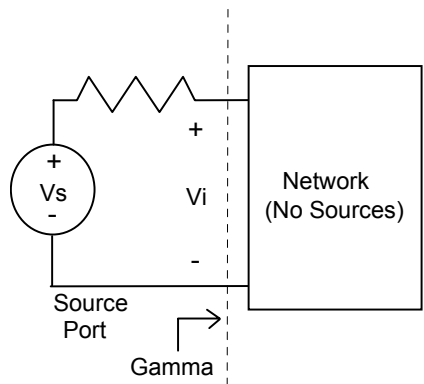 +
+
Vs
-
Vi
-
Network
(No Sources)
Source
Port
Gamma